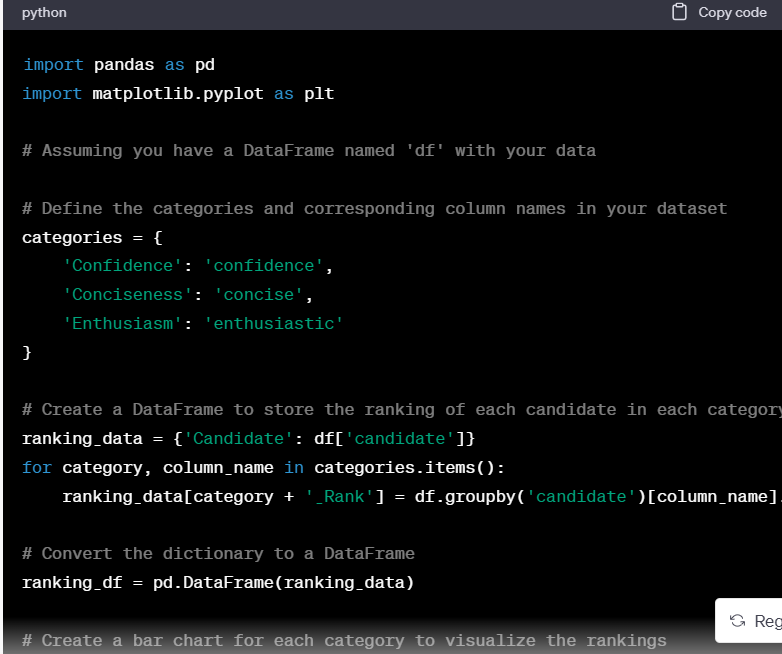 python
Copy code
import pandas as pd
import matplotlib.pyplot as plt
# Assuming you have a DataFrame named 'df' with your data
# Define the categories and corresponding column names in your dataset
categories = {
    'Confidence': 'confidence',
    'Conciseness': 'concise',
    'Enthusiasm': 'enthusiastic'
}
# Create a DataFrame to store the ranking of each candidate in each category
ranking_data = {'Candidate': df['candidate']}
for category, column_name in categories.items():
    ranking_data[category + '_Rank'] = df.groupby('candidate')[column_name].
# Convert the dictionary to a DataFrame
ranking_df = pd.DataFrame(ranking_data)
# Create a bar chart for each category to visualize the rankings
Reg